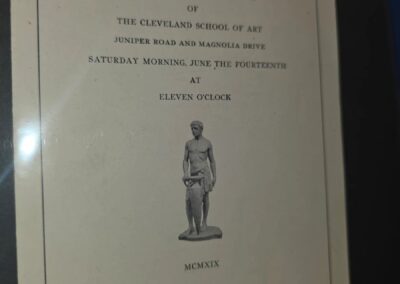 OF
THE CLEVELAND SCHOOL OF ART
JUNIPER ROAD AND MAGNOLIA DRIVE
SATURDAY MORNING, JUNE THE FOURTEENTH
AT
ELEVEN O'CLOCK
MCMXIX